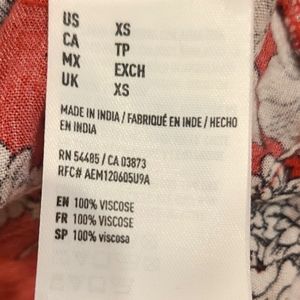 US XS
CA TP
MX EXCH
UK XS
MADE IN INDIA / FABRIQUÉ EN INDE / HECHO
EN INDIA
RN 54485 / CA 03873
RFC# AEM120605U9A
EN 100% VISCOSE
FR 100% VISCOSE
SP 100% viscosa